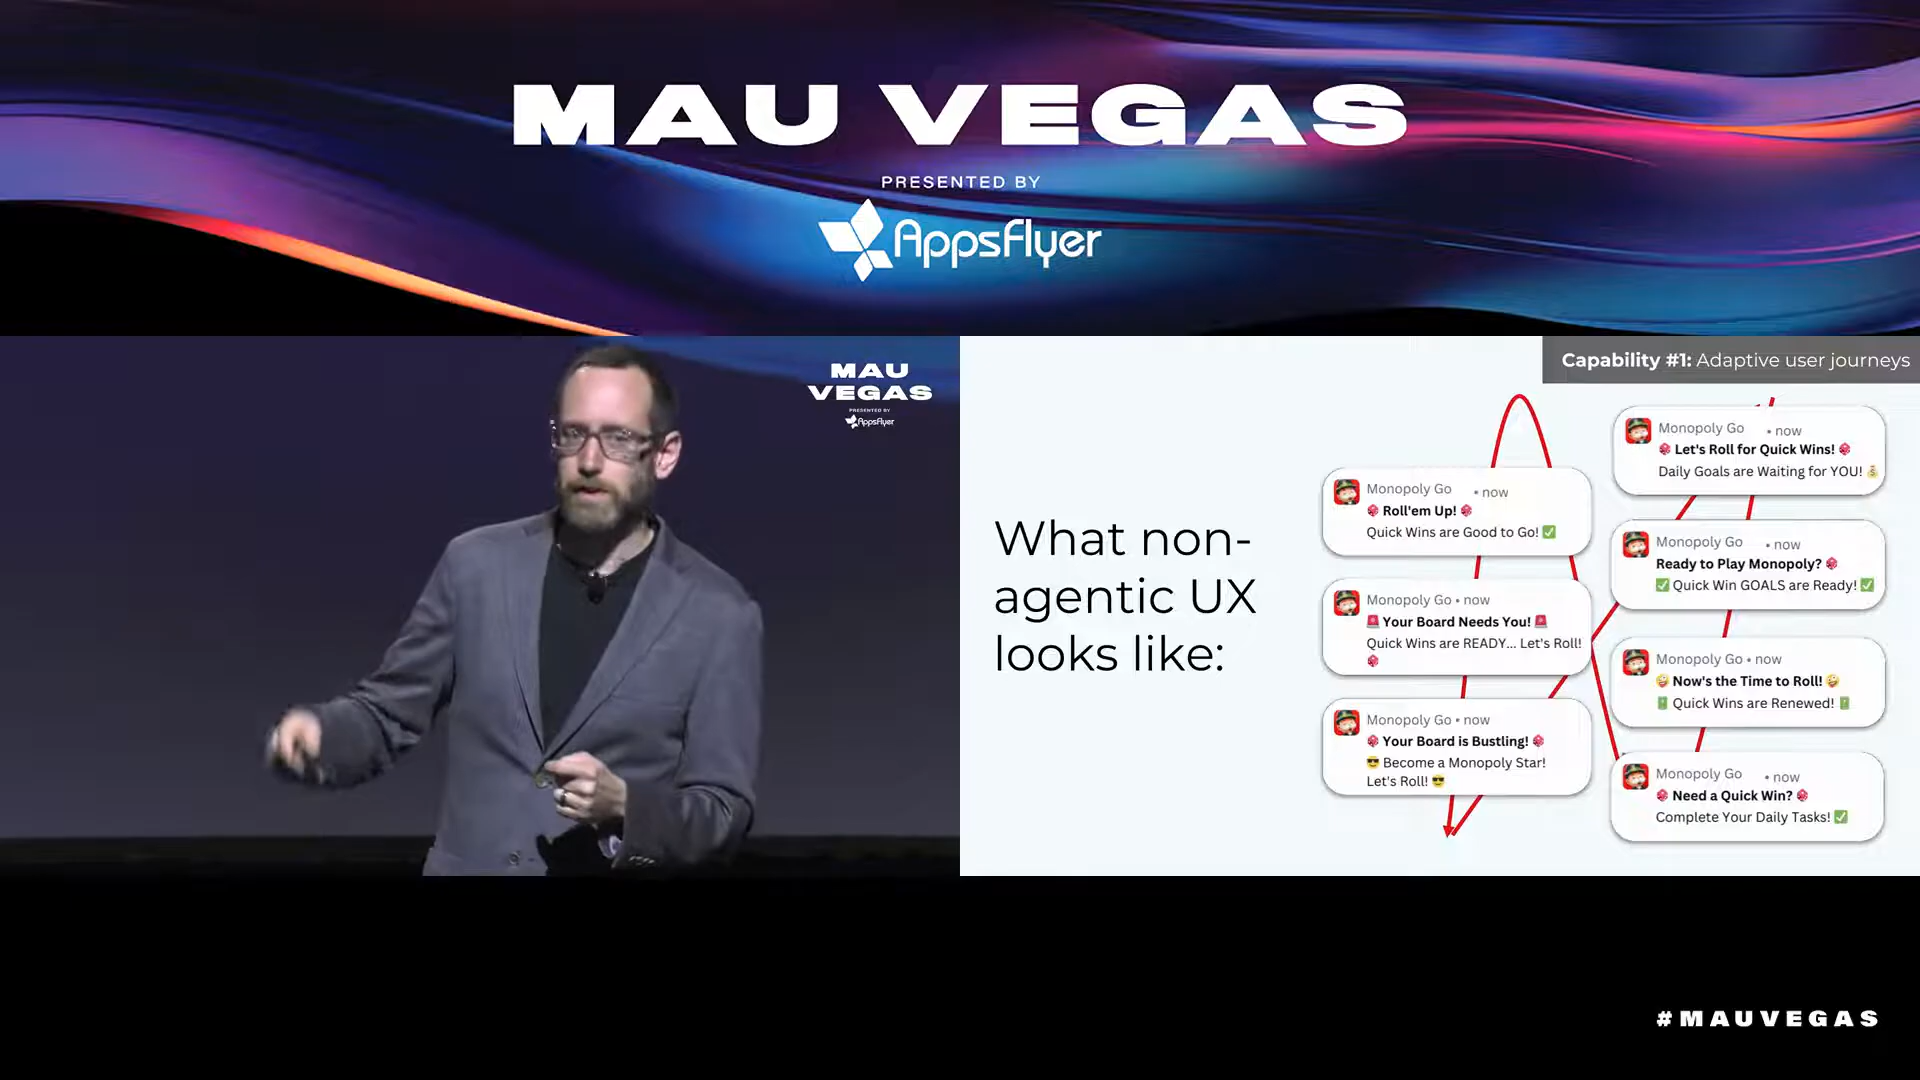 MAU VEGAS
PRESENTED BY
AppsFlyer
MAU
VEGAS
PRESENTED BY
AppsFlyer
Capability #1: Adaptive user journeys
What non-
agentic UX
looks like:
Monopoly Go • now
Roll'em Up!
Quick Wins are Good to Go!
Monopoly Go • now
Your Board Needs You!
Quick Wins are READY... Let's Roll!
Monopoly Go • now
Your Board is Bustling!
Become a Monopoly Star!
Let's Roll!
Monopoly Go • now
Let's Roll for Quick Wins!
Daily Goals are Waiting for YOU!
Monopoly Go • now
Ready to Play Monopoly?
Quick Win GOALS are Ready!
Monopoly Go • now
Now's the Time to Roll!
Quick Wins are Renewed!
Monopoly Go • now
Need a Quick Win?
Complete Your Daily Tasks!
#MAUVEGAS